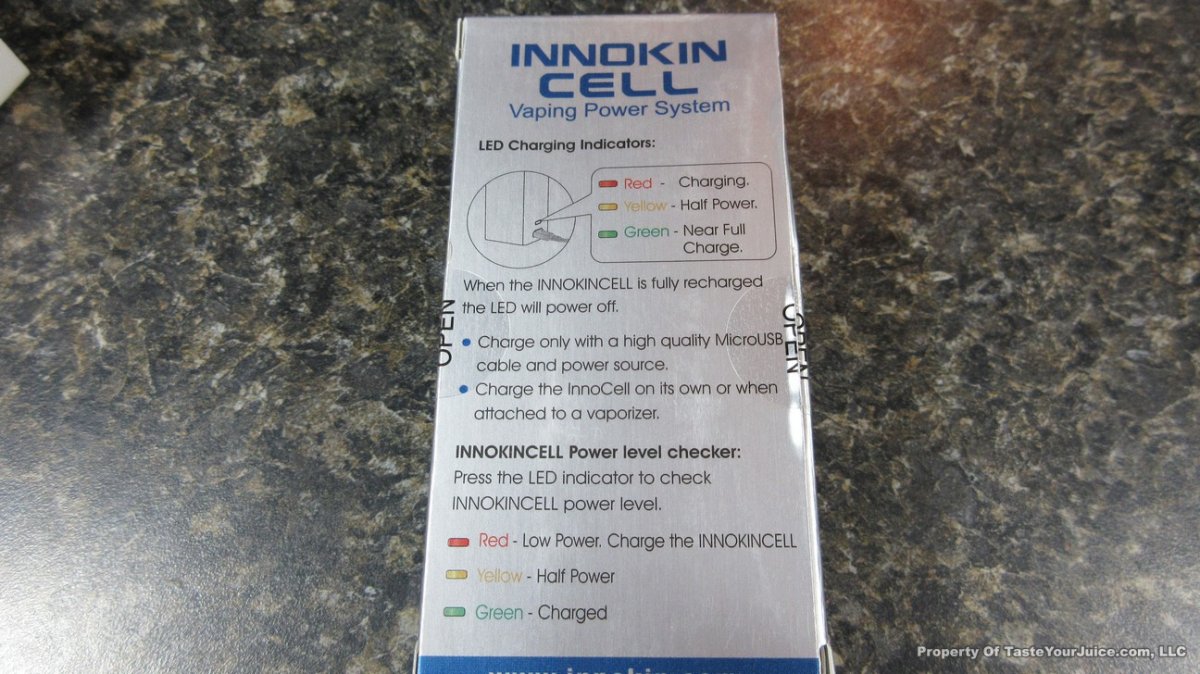 INNOKIN
CELL
Vaping Power System
LED Charging Indicators:
Red - Charging.
Yellow - Half Power.
Green - Near Full
Charge.
When the INNOKINCELL is fully recharged
the LED will power off.
OPEN
OPEN
OPEN
• Charge only with a high quality MicroUSB
cable and power source.
• Charge the InnoCell on its own or when
attached to a vaporizer.
INNOKINCELL Power level checker:
Press the LED indicator to check
INNOKINCELL power level.
Red - Low Power. Charge the INNOKINCELL
Yellow - Half Power
Green - Charged
Property Of TasteYourJuice.com, LLC